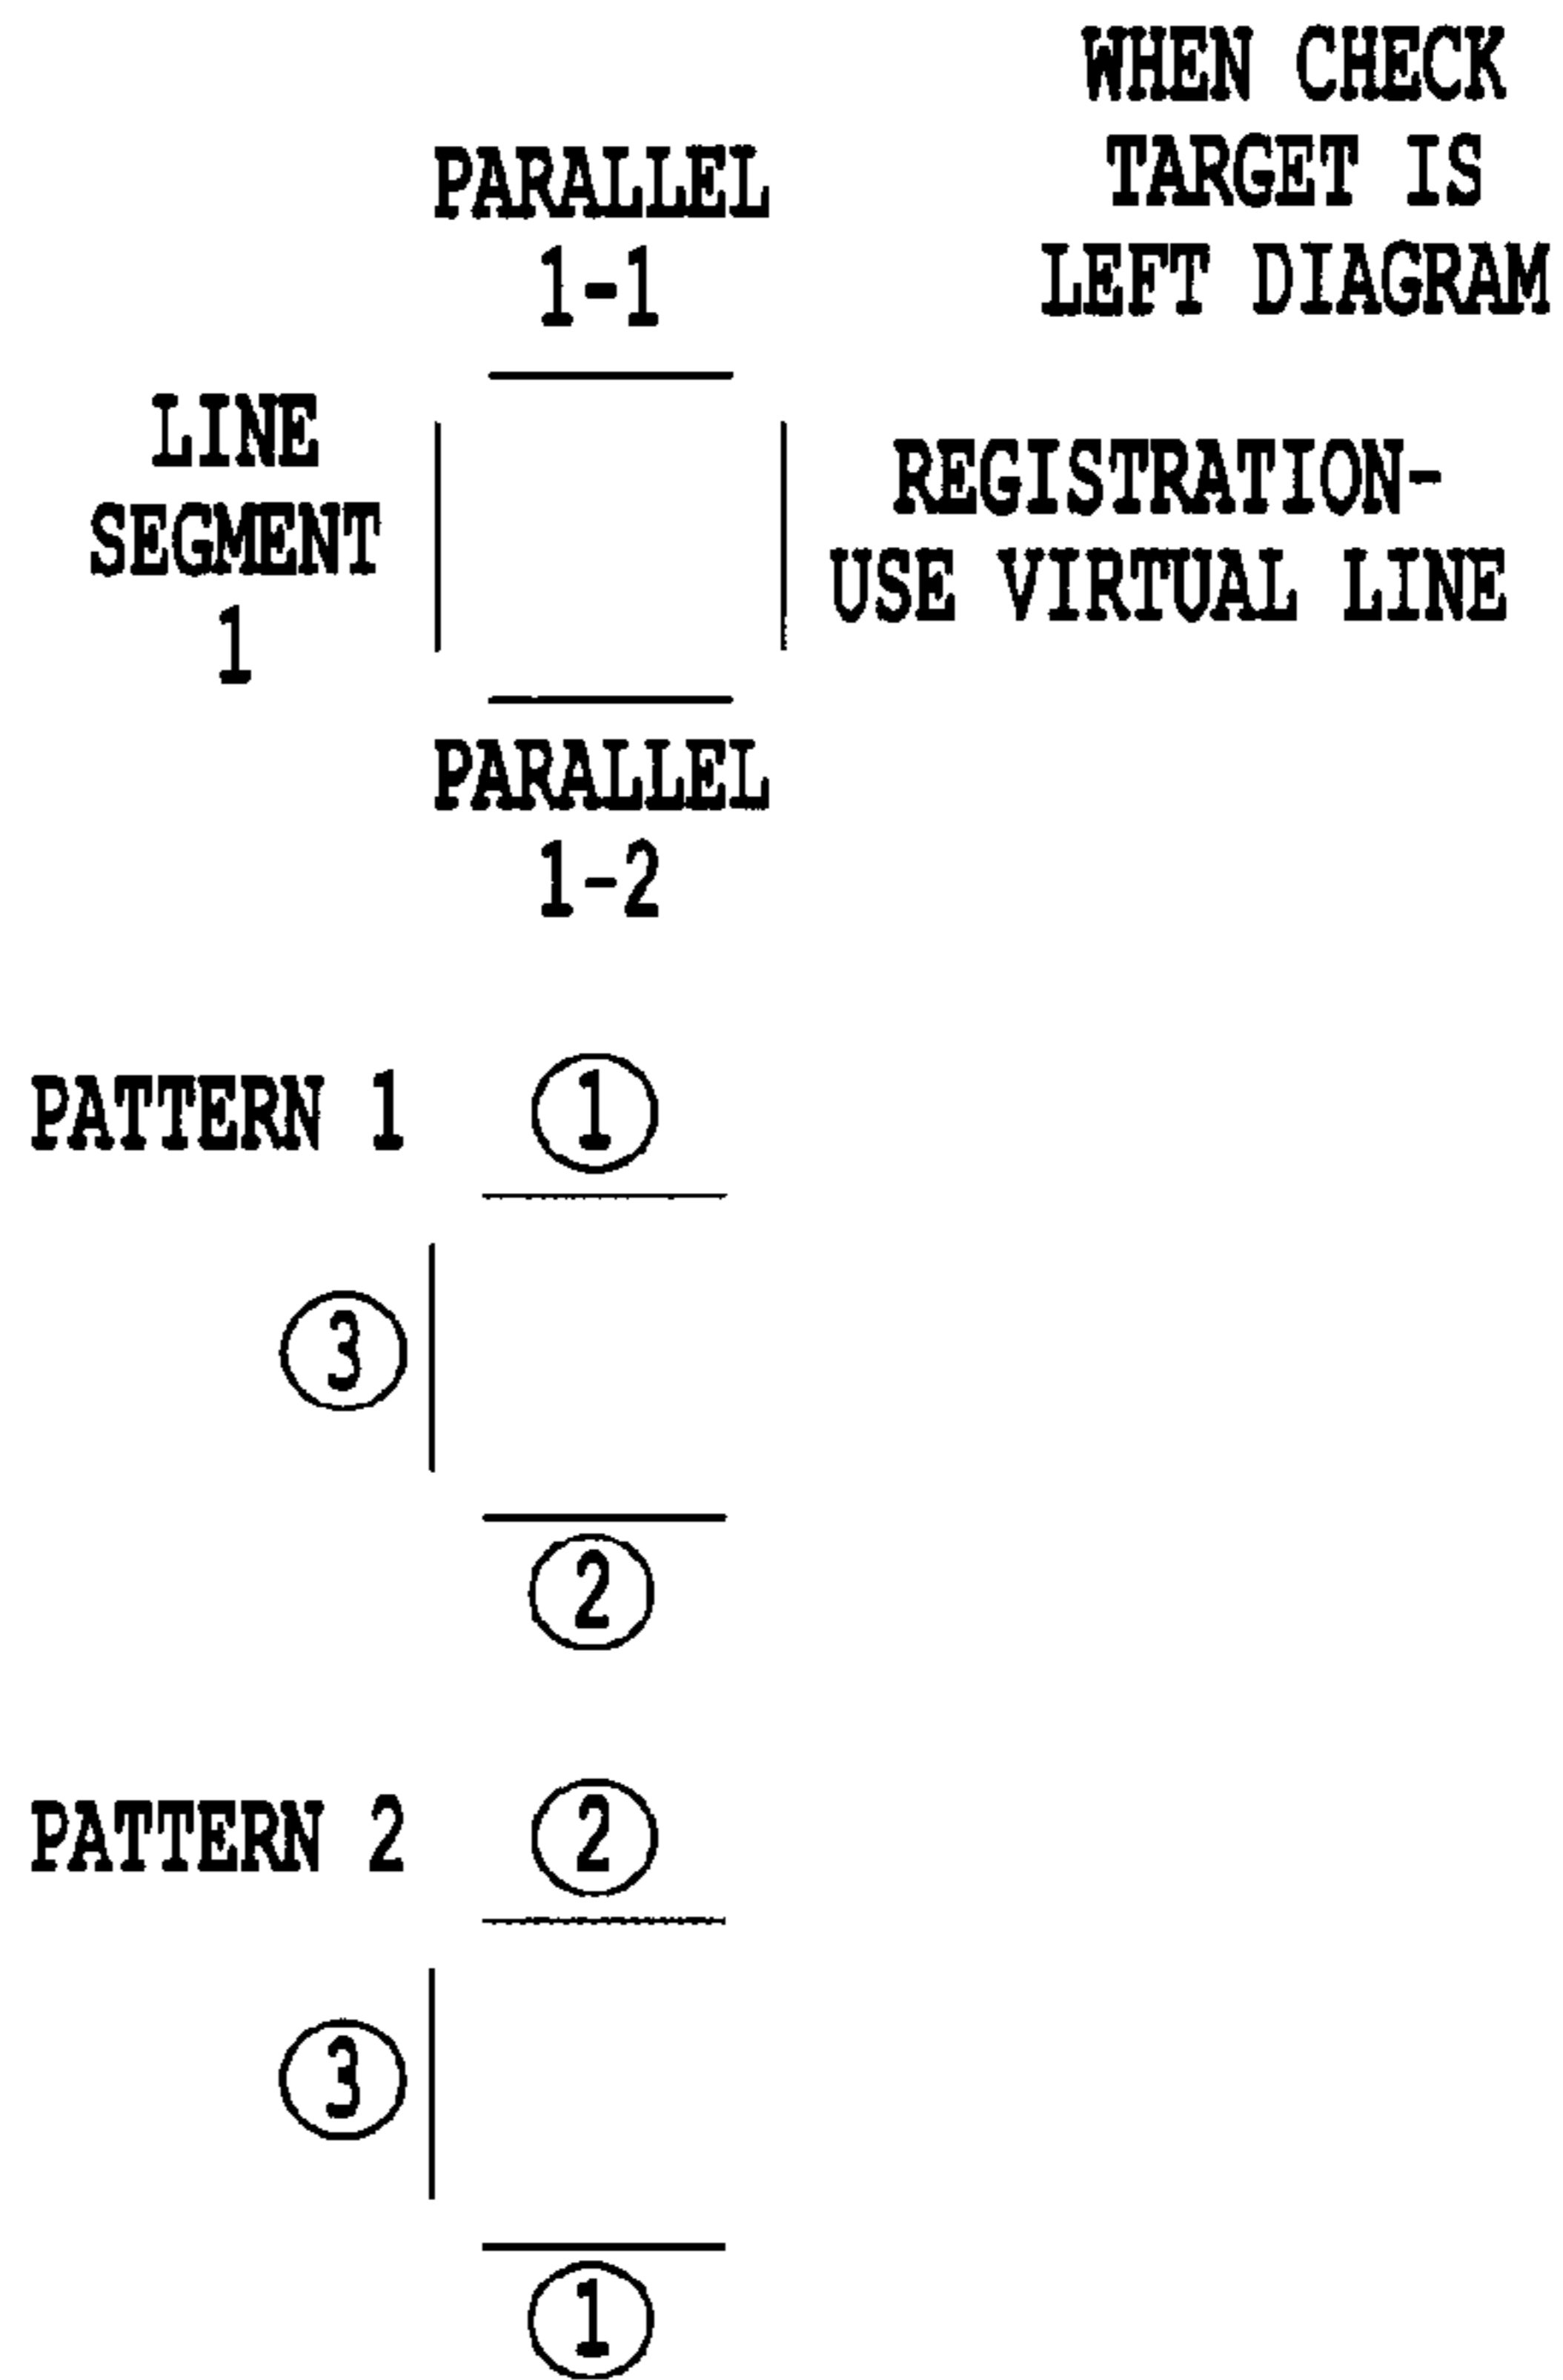 WHEN CHECK
TARGET IS
LEFT DIAGRAM
PARALLEL
1-1
LINE
SEGMENT
1
REGISTRATION-
USE VIRTUAL LINE
PARALLEL
1-2
PATTERN 1
1
3
2
PATTERN 2
2
3
1